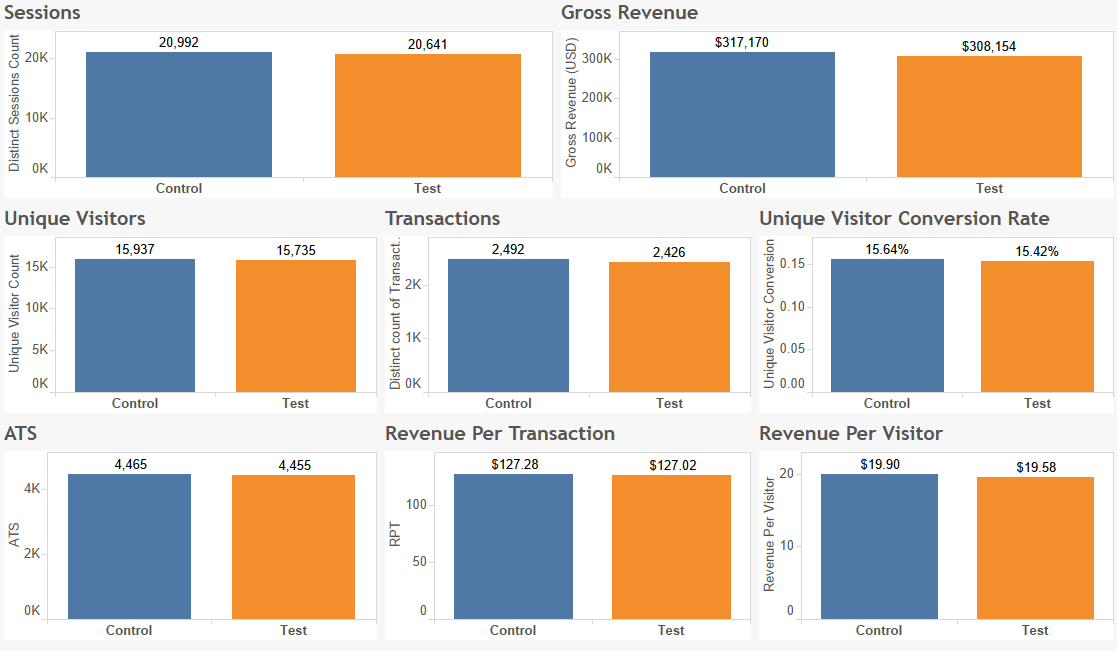 Sessions
Distinct Sessions Count
20K
10K
0K
20,992
20,641
Control
Test
Gross Revenue
Gross Revenue (USD)
300K
200K
100K
0K
$317,170
$308,154
Control
Test
Unique Visitors
Unique Visitor Count
15K
10K
5K
0K
15,937
15,735
Control
Test
Transactions
Distinct count of Transact..
2K
1K
0K
2,492
2,426
Control
Test
Unique Visitor Conversion Rate
Unique Visitor Conversion
0.15
0.10
0.05
0.00
15.64%
15.42%
Control
Test
ATS
ATS
4K
2K
0K
4,465
4,455
Control
Test
Revenue Per Transaction
RPT
100
50
0
$127.28
$127.02
Control
Test
Revenue Per Visitor
Revenue Per Visitor
20
10
0
$19.90
$19.58
Control
Test